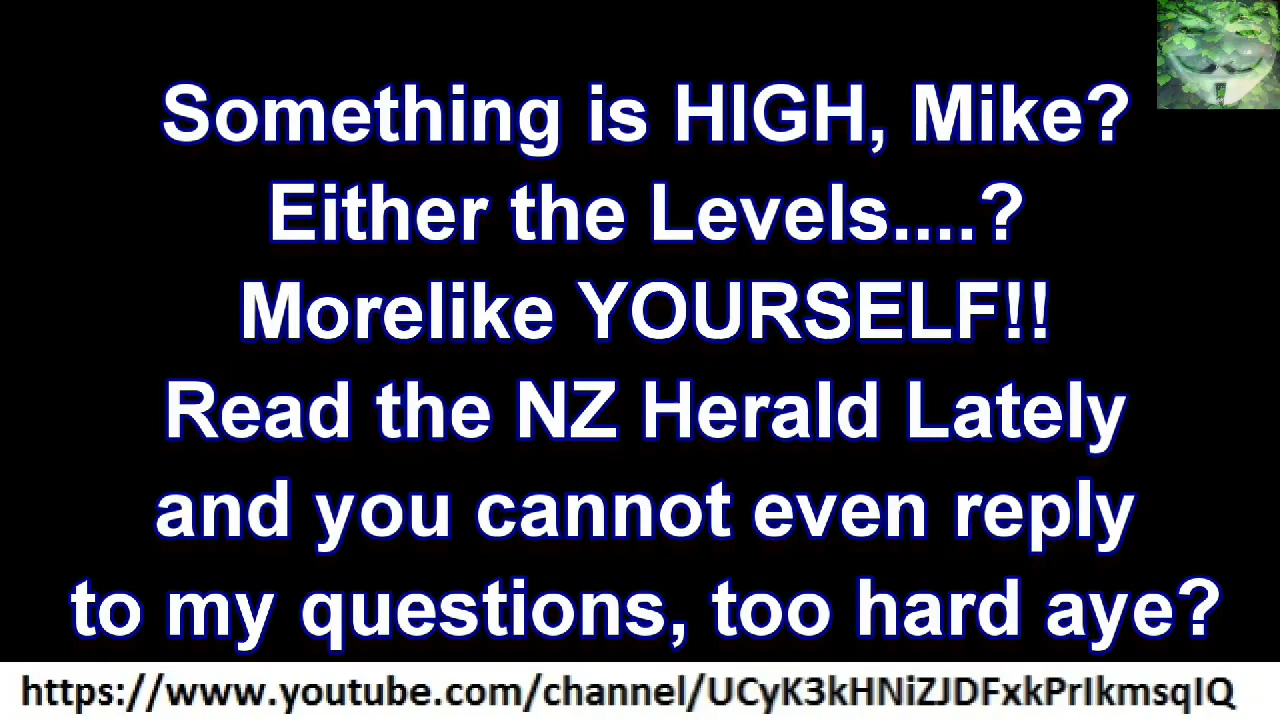 Something is HIGH, Mike?
Either the Levels....?
Morelike YOURSELF!!
Read the NZ Herald Lately
and you cannot even reply
to my questions, too hard aye?
https://www.youtube.com/channel/UCyK3kHNiZJDFxkPrIkmsqIQ